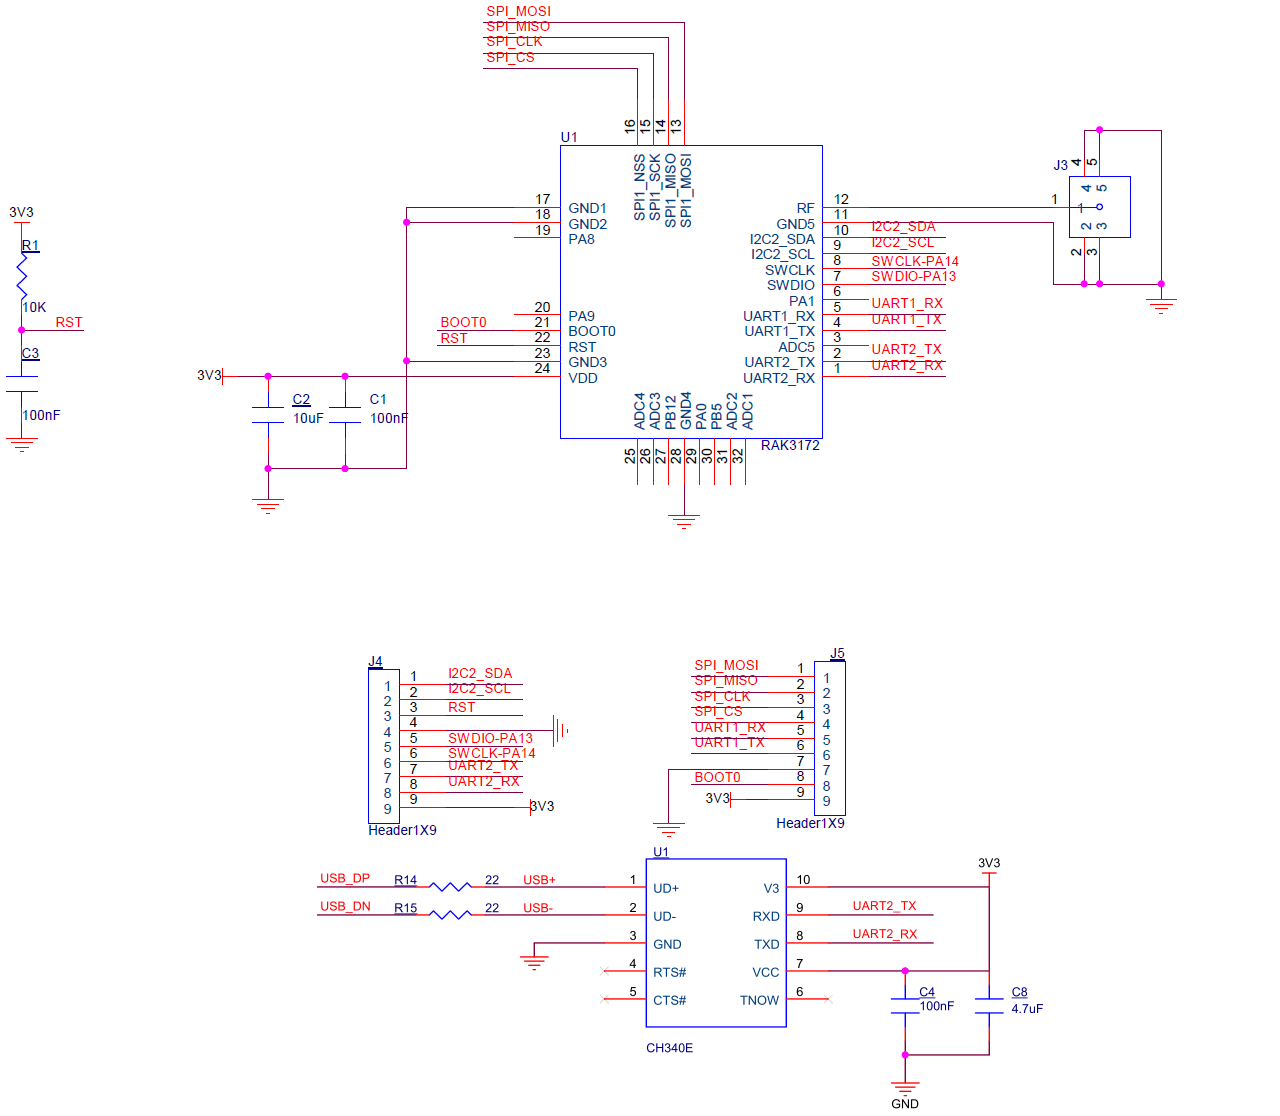 SPI_MOSI
SPI_MISO
SPI_CLK
SPI_CS
16 15 14 13
U1
SPI1_NSS SPI1_SCK SPI1_MISO SPI1_MOSI
17 GND1
18 GND2
19 PA8
20 PA9
BOOT0 21 BOOT0
RST 22 RST
23 GND3
3V3 24 VDD
RF 12
GND5 11
I2C2_SDA 10 I2C2_SDA
I2C2_SCL 9 I2C2_SCL
SWCLK 8 SWCLK-PA14
SWDIO 7 SWDIO-PA13
PA1 6
UART1_RX 5 UART1_RX
UART1_TX 4 UART1_TX
ADC5 3
UART2_TX 2 UART2_TX
UART2_RX 1 UART2_RX
ADC4 ADC3 PB12 GND4 PA0 PB5 ADC2 ADC1
25 26 27 28 29 30 31 32
RAK3172
J3
4 5
4 5
1 1
2 3
2 3
3V3
R1
10K
RST
C3
100nF
C2
10uF
C1
100nF
J4
1 1 I2C2_SDA
2 2 I2C2_SCL
3 3 RST
4 4
5 5 SWDIO-PA13
6 6 SWCLK-PA14
7 7 UART2_TX
8 8 UART2_RX
9 9 3V3
Header1X9
J5
SPI_MOSI 1 1
SPI_MISO 2 2
SPI_CLK 3 3
SPI_CS 4 4
UART1_RX 5 5
UART1_TX 6 6
7 7
BOOT0 8 8
3V3 9 9
Header1X9
U1
USB_DP R14 22 USB+ 1 UD+
USB_DN R15 22 USB- 2 UD-
3 GND
4 RTS#
5 CTS#
V3 10
RXD 9 UART2_TX
TXD 8 UART2_RX
VCC 7
TNOW 6
CH340E
3V3
C4
100nF
C8
4.7uF
GND